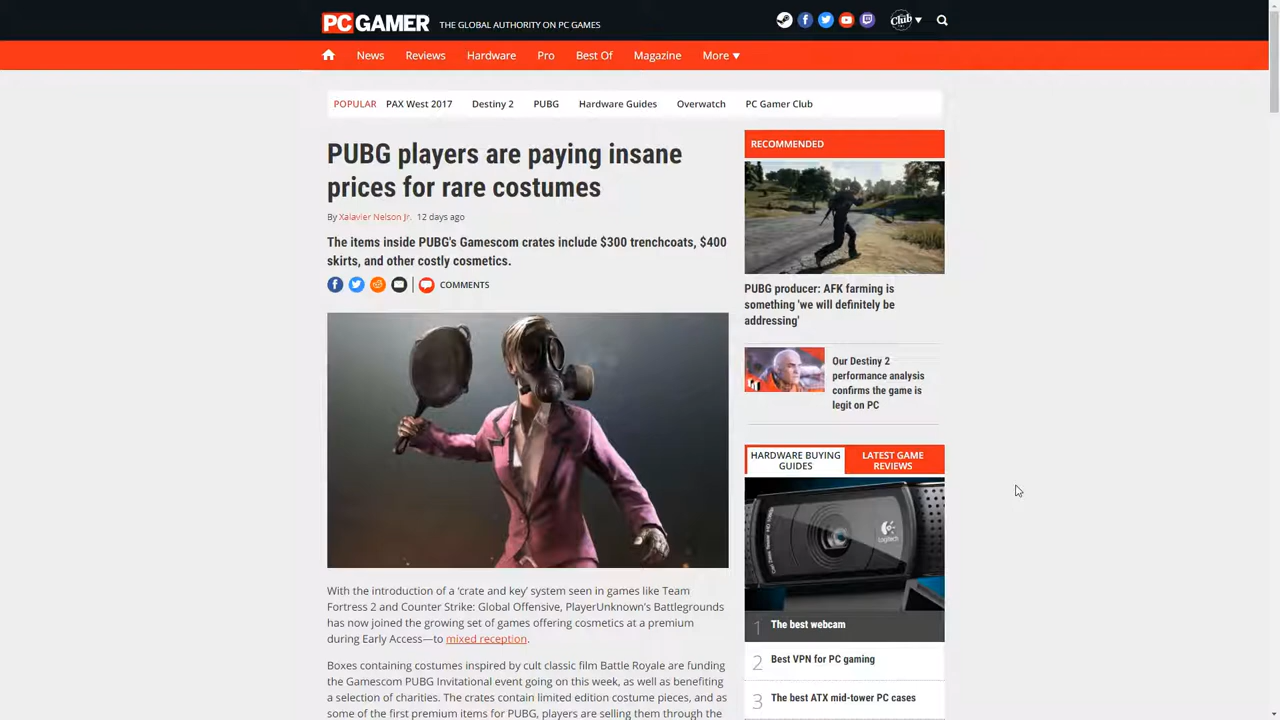 PC GAMER THE GLOBAL AUTHORITY ON PC GAMES
Club
News Reviews Hardware Pro Best Of Magazine More
POPULAR PAX West 2017 Destiny 2 PUBG Hardware Guides Overwatch PC Gamer Club
PUBG players are paying insane
prices for rare costumes
By Xalavier Nelson Jr. 12 days ago
The items inside PUBG's Gamescom crates include $300 trenchcoats, $400
skirts, and other costly cosmetics.
COMMENTS
With the introduction of a 'crate and key' system seen in games like Team
Fortress 2 and Counter Strike: Global Offensive, PlayerUnknown's Battlegrounds
has now joined the growing set of games offering cosmetics at a premium
during Early Access—to mixed reception.
Boxes containing costumes inspired by cult classic film Battle Royale are funding
the Gamescom PUBG Invitational event going on this week, as well as benefiting
a selection of charities. The crates contain limited edition costume pieces, and as
some of the first premium items for PUBG, players are selling them through the
RECOMMENDED
PUBG producer: AFK farming is
something 'we will definitely be
addressing'
Our Destiny 2
performance analysis
confirms the game is
legit on PC
HARDWARE BUYING
GUIDES
LATEST GAME
REVIEWS
Logitech
1 The best webcam
2 Best VPN for PC gaming
3 The best ATX mid-tower PC cases